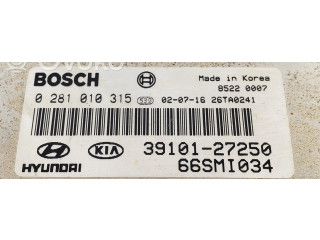 BOSCH
Made in Korea
8522 0007
0 281 010 315 02-07-16 26TA0241
HYUNDAI KIA 39101-27250
66SMI034